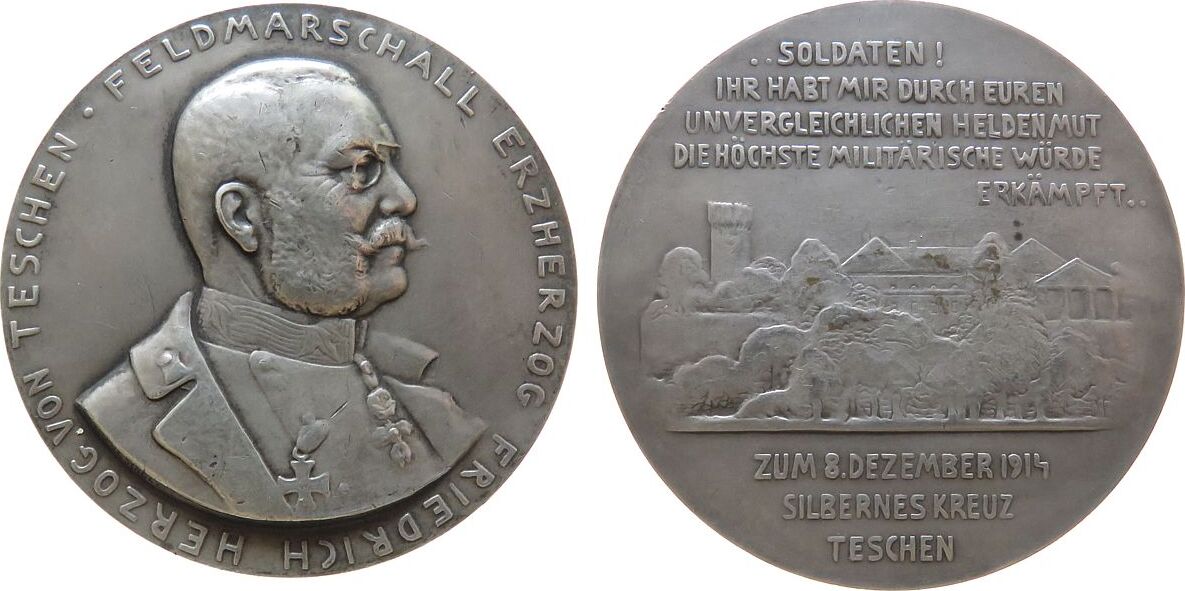 · FELDMARSCHALL ERZHERZOG FRIEDRICH HERZOG VON TESCHEN
..SOLDATEN!
IHR HABT MIR DURCH EUREN
UNVERGLEICHLICHEN HELDENMUT
DIE HÖCHSTE MILITÄRISCHE WÜRDE
ERKÄMPFT..
ZUM 8. DEZEMBER 1914
SILBERNES KREUZ
TESCHEN